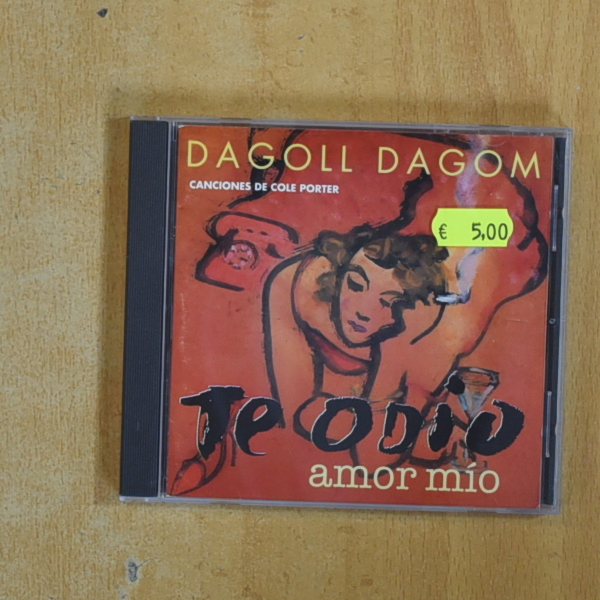 DAGOLL DAGOM
CANCIONES DE COLE PORTER
€ 5,00
Te ODIO
amor mío